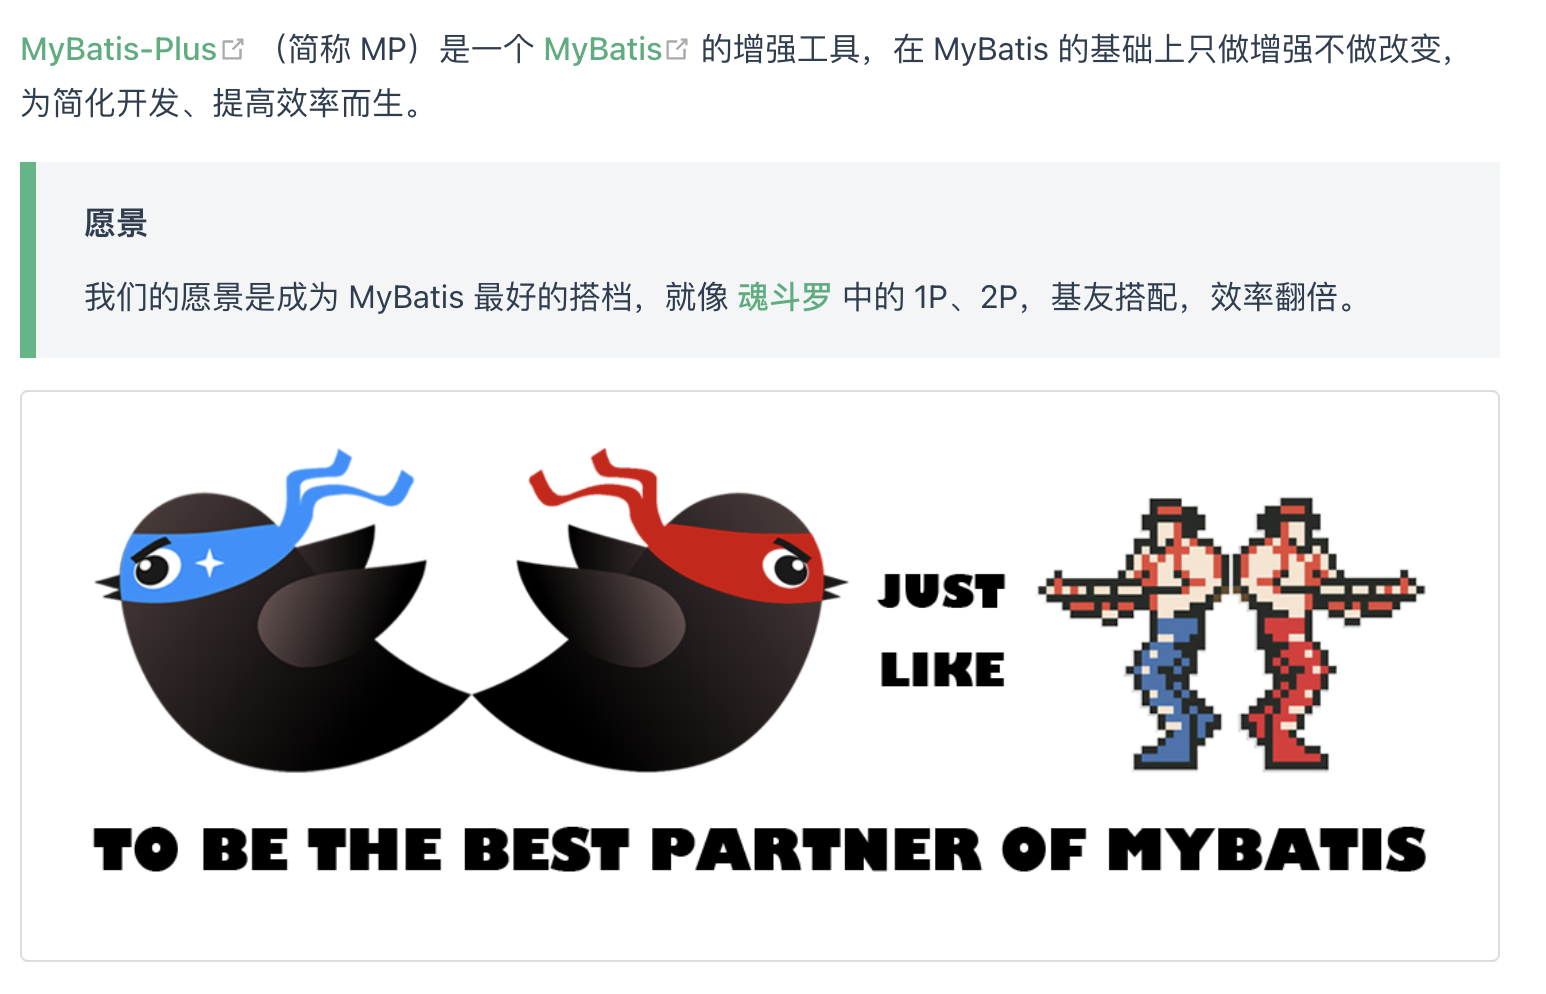 MyBatis-Plus （简称 MP）是一个 MyBatis 的增强工具，在 MyBatis 的基础上只做增强不做改变，
为简化开发、提高效率而生。
愿景
我们的愿景是成为 MyBatis 最好的搭档，就像 魂斗罗 中的 1P、2P，基友搭配，效率翻倍。
JUST
LIKE
TO BE THE BEST PARTNER OF MYBATIS